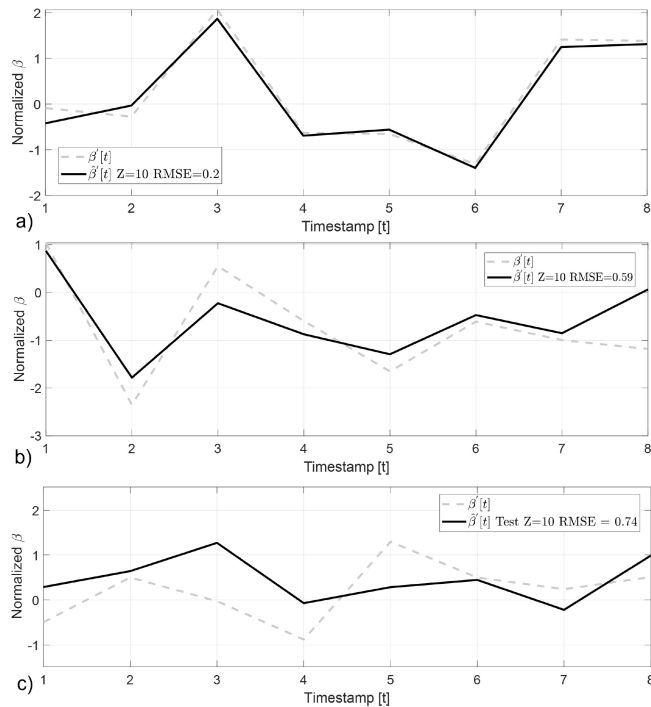 2
1
0
-1
-2
Normalized β
β′[t]
β̂′[t] Z=10 RMSE=0.2
1 2 3 4 5 6 7 8
Timestamp [t]
a)
1
0
-1
-2
-3
Normalized β
β′[t]
β̂′[t] Z=10 RMSE=0.59
1 2 3 4 5 6 7 8
Timestamp [t]
b)
2
1
0
-1
Normalized β
β′[t]
β̂′[t] Test Z=10 RMSE = 0.74
1 2 3 4 5 6 7 8
Timestamp [t]
c)